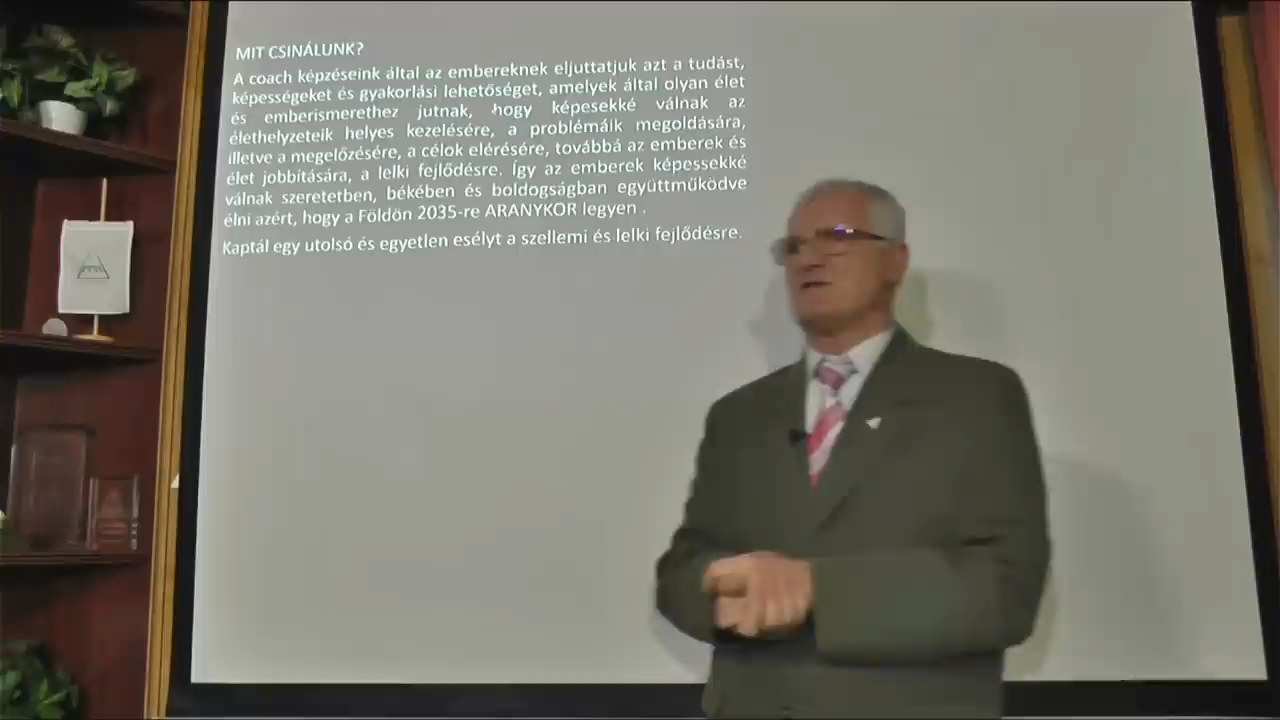 MIT CSINÁLUNK?
A coach képzéseink által az embereknek eljuttatjuk azt a tudást,
képességeket és gyakorlási lehetőséget, amelyek által olyan élet
és emberismerethez jutnak, hogy képesekké válnak az
élethelyzeteik helyes kezelésére, a problémáik megoldására,
illetve a megelőzésére, a célok elérésére, továbbá az emberek és
élet jobbítására, a lelki fejlődésre. Így az emberek képessekké
válnak szeretetben, békében és boldogságban együttműködve
élni azért, hogy a Földön 2035-re ARANYKOR legyen .
Kaptál egy utolsó és egyetlen esélyt a szellemi és lelki fejlődésre.